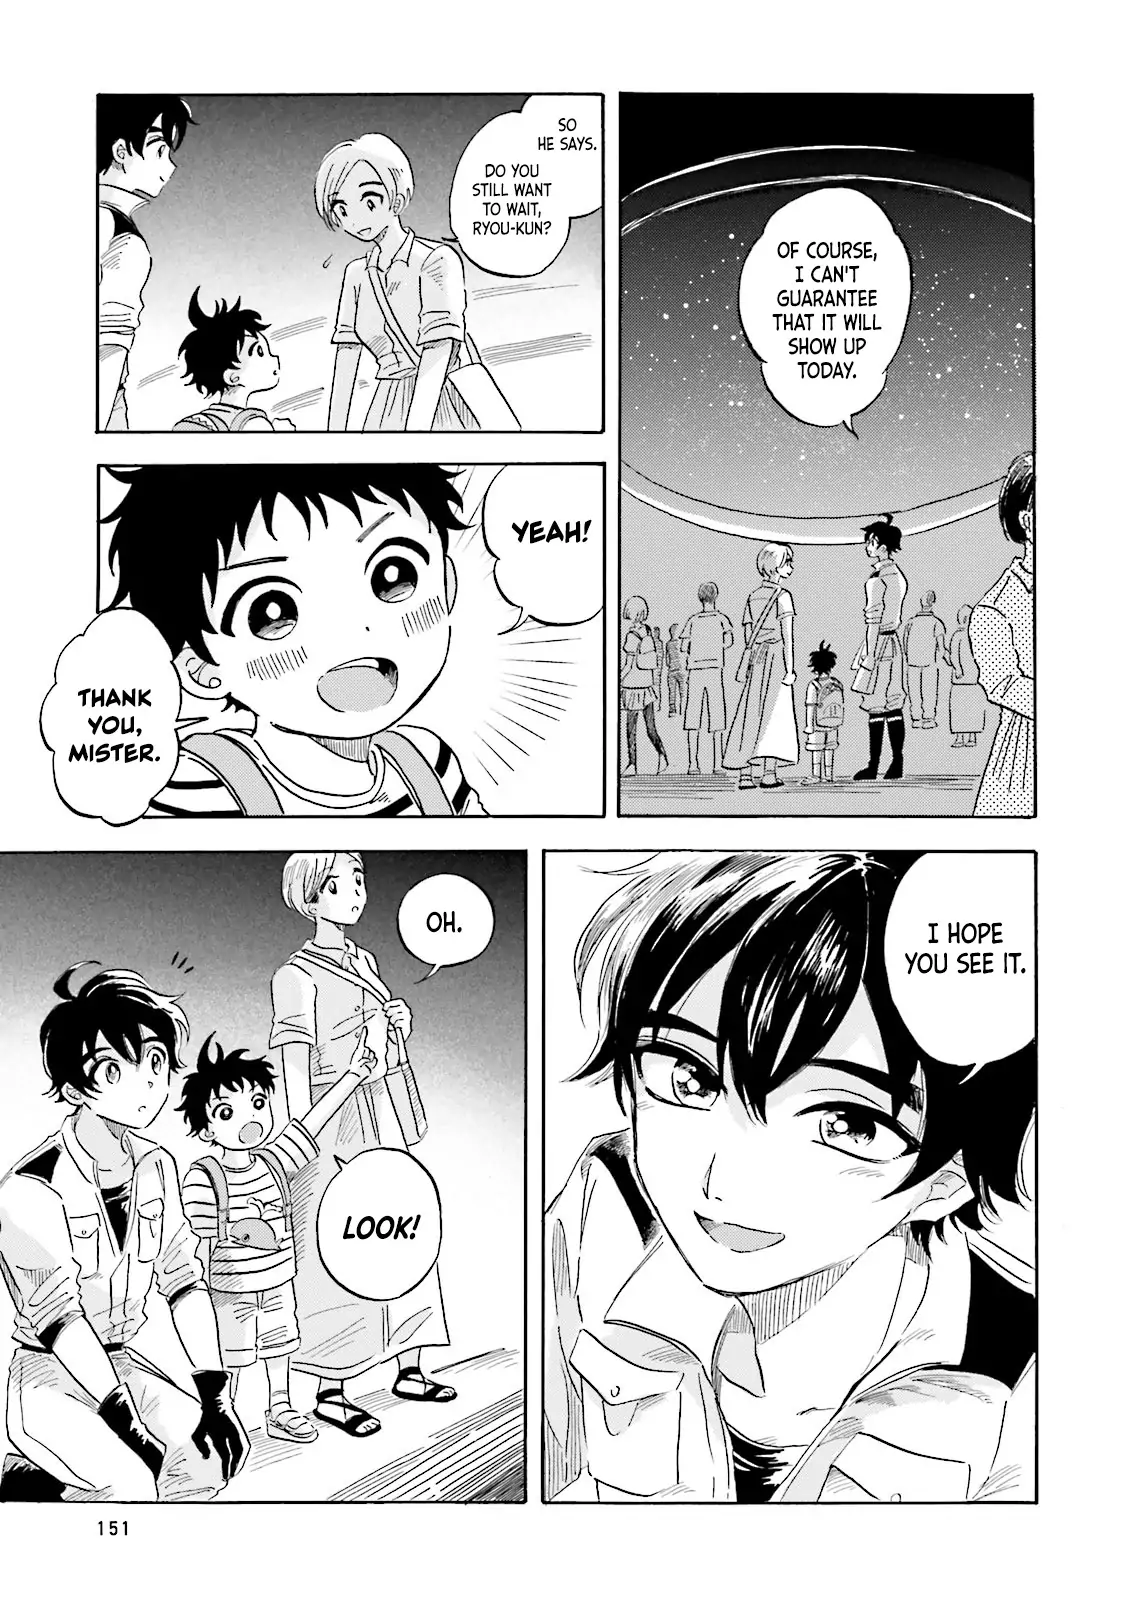 OF COURSE,
I CAN'T
GUARANTEE
THAT IT WILL
SHOW UP
TODAY.
SO
HE SAYS.
DO YOU
STILL WANT
TO WAIT,
RYOU-KUN?
YEAH!
THANK
YOU,
MISTER.
I HOPE
YOU SEE IT.
OH.
LOOK!
151